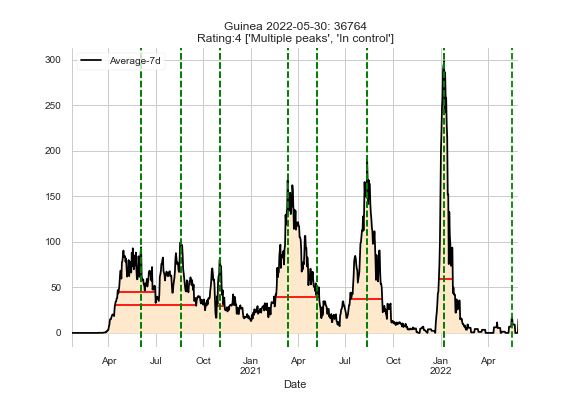 Guinea 2022-05-30: 36764
Rating:4 ['Multiple peaks', 'In control']
Average-7d
300
250
200
150
100
50
0
Apr Jul Oct Jan Apr Jul Oct Jan Apr
2021 2022
Date